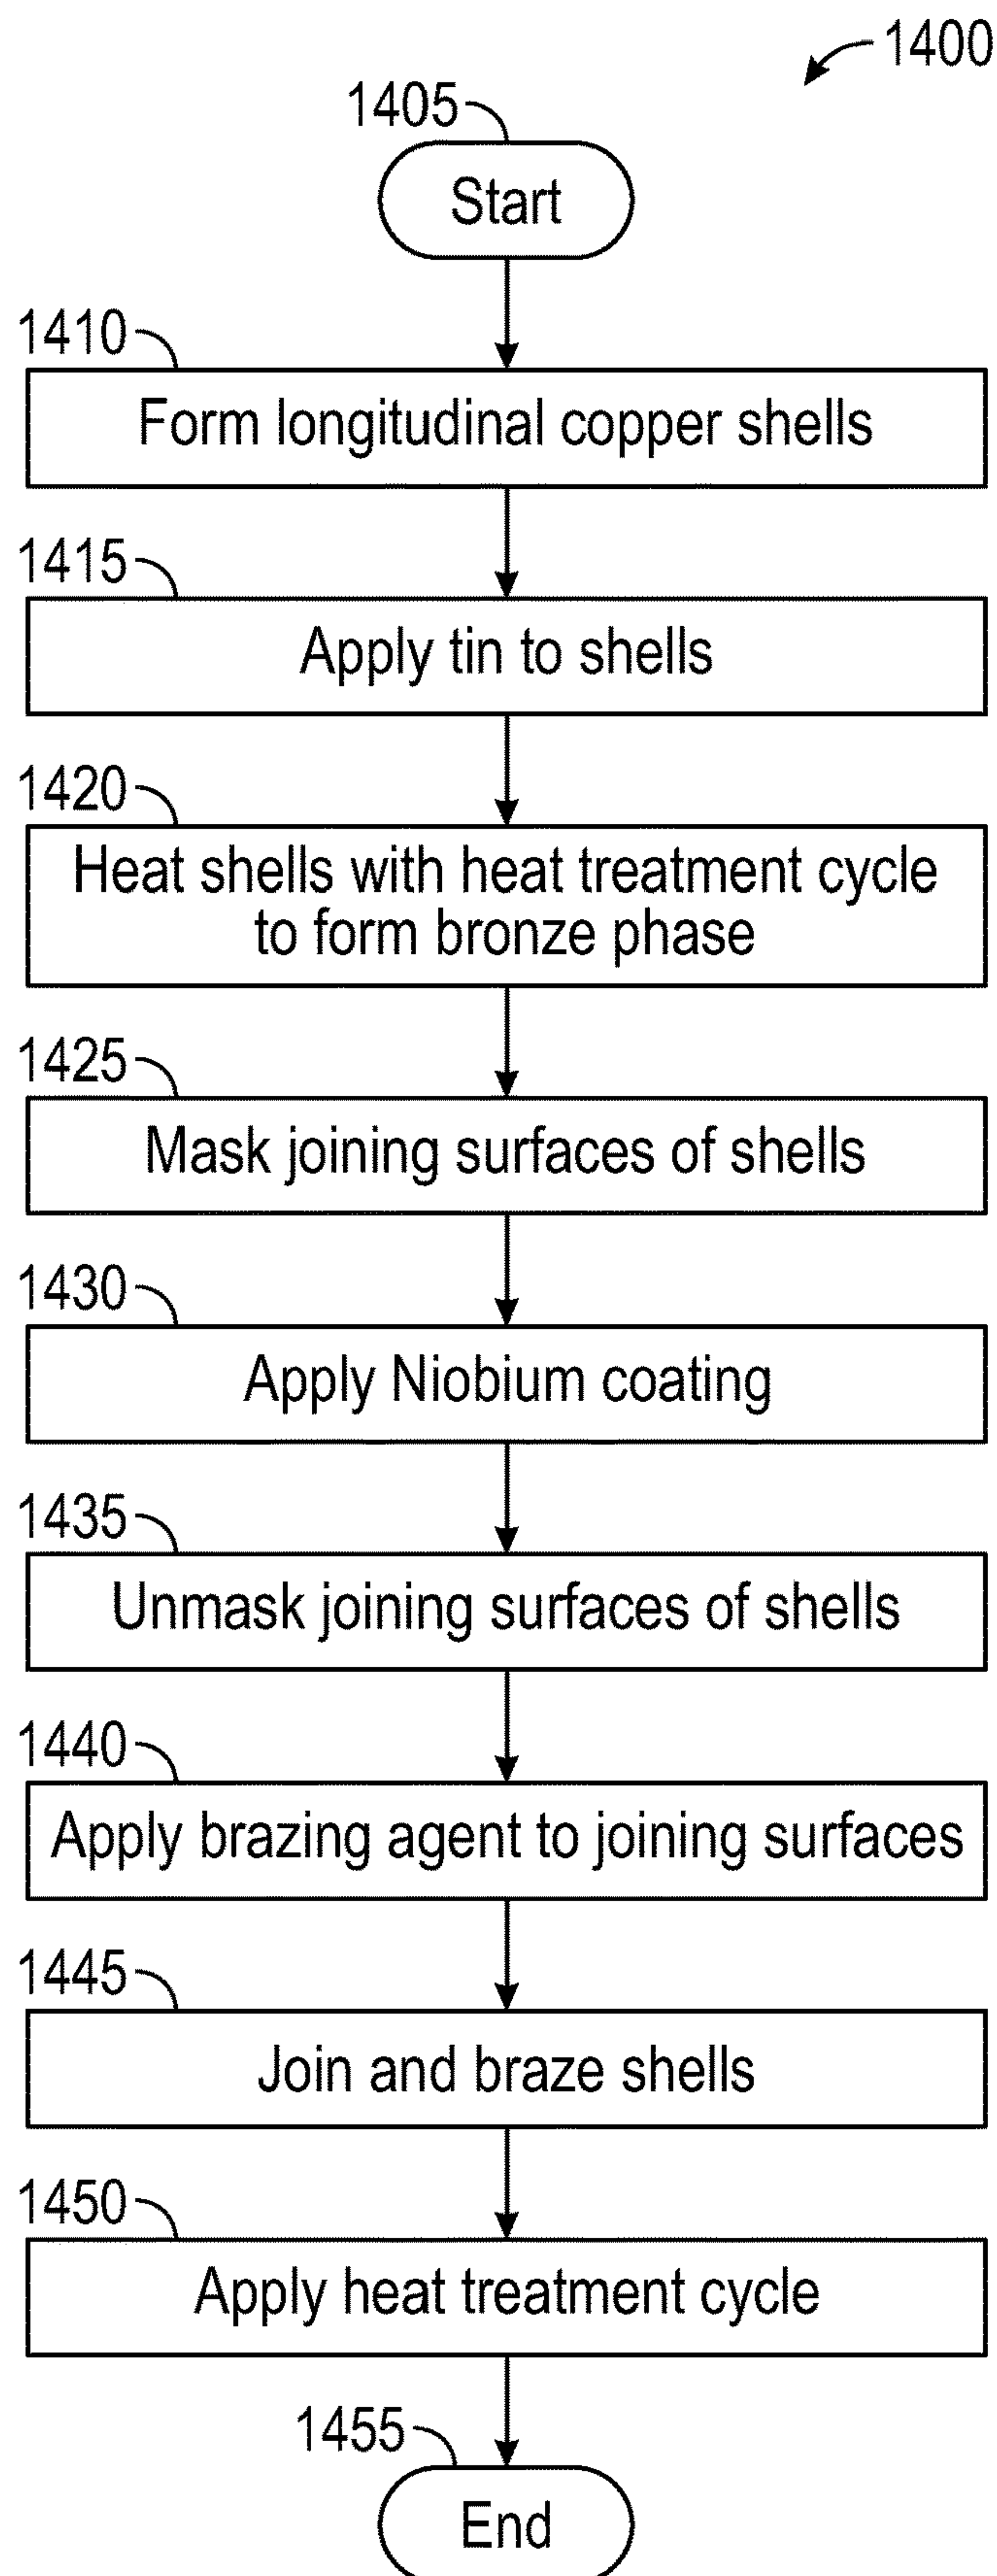 1400
1405
Start
1410
Form longitudinal copper shells
1415
Apply tin to shells
1420
Heat shells with heat treatment cycle
to form bronze phase
1425
Mask joining surfaces of shells
1430
Apply Niobium coating
1435
Unmask joining surfaces of shells
1440
Apply brazing agent to joining surfaces
1445
Join and braze shells
1450
Apply heat treatment cycle
1455
End